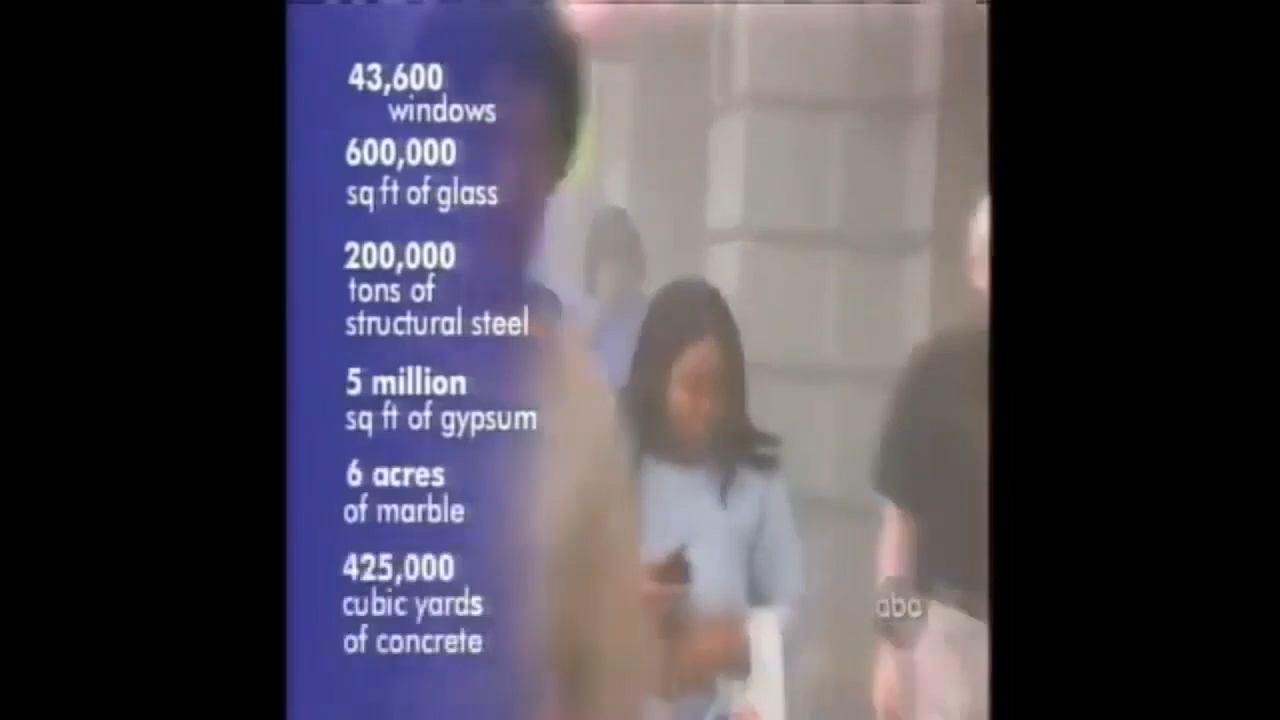 43,600
windows
600,000
sq ft of glass
200,000
tons of
structural steel
5 million
sq ft of gypsum
6 acres
of marble
425,000
cubic yards
of concrete
abc